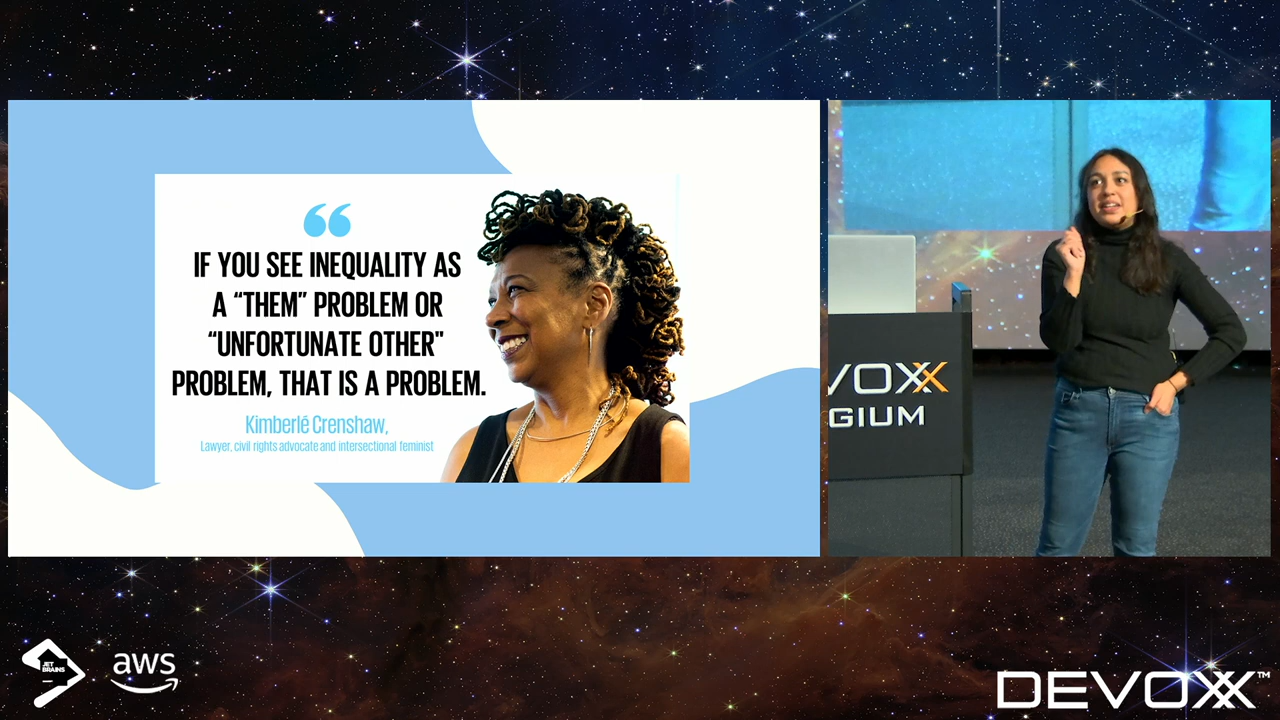 IF YOU SEE INEQUALITY AS
A “THEM” PROBLEM OR
“UNFORTUNATE OTHER"
PROBLEM, THAT IS A PROBLEM.
Kimberlé Crenshaw,
Lawyer, civil rights advocate and intersectional feminist
VOXX
GIUM
JET
BRAINS
aws
DEVOXX™